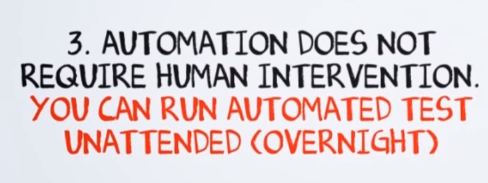 3. AUTOMATION DOES NOT
REQUIRE HUMAN INTERVENTION.
YOU CAN RUN AUTOMATED TEST
UNATTENDED (OVERNIGHT)